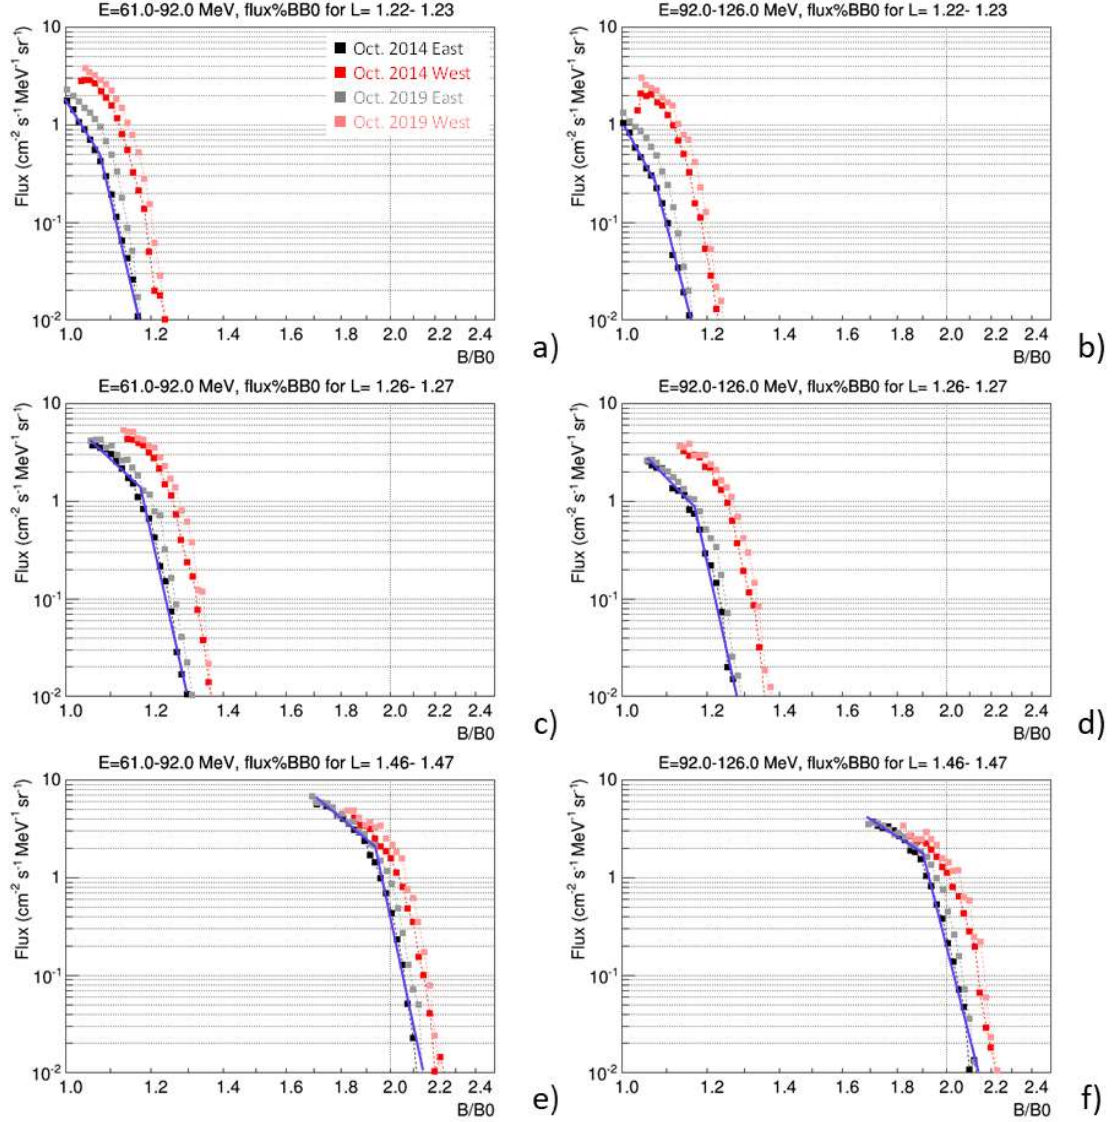 E=61.0-92.0 MeV, flux%BB0 for L= 1.22- 1.23
Flux (cm⁻² s⁻¹ MeV⁻¹ sr⁻¹)
10
1
10⁻¹
10⁻²
Oct. 2014 East
Oct. 2014 West
Oct. 2019 East
Oct. 2019 West
1.0 1.2 1.4 1.6 1.8 2.0 2.2 2.4
B/B0
a)
E=92.0-126.0 MeV, flux%BB0 for L= 1.22- 1.23
Flux (cm⁻² s⁻¹ MeV⁻¹ sr⁻¹)
10
1
10⁻¹
10⁻²
1.0 1.2 1.4 1.6 1.8 2.0 2.2 2.4
B/B0
b)
E=61.0-92.0 MeV, flux%BB0 for L= 1.26- 1.27
Flux (cm⁻² s⁻¹ MeV⁻¹ sr⁻¹)
10
1
10⁻¹
10⁻²
1.0 1.2 1.4 1.6 1.8 2.0 2.2 2.4
B/B0
c)
E=92.0-126.0 MeV, flux%BB0 for L= 1.26- 1.27
Flux (cm⁻² s⁻¹ MeV⁻¹ sr⁻¹)
10
1
10⁻¹
10⁻²
1.0 1.2 1.4 1.6 1.8 2.0 2.2 2.4
B/B0
d)
E=61.0-92.0 MeV, flux%BB0 for L= 1.46- 1.47
Flux (cm⁻² s⁻¹ MeV⁻¹ sr⁻¹)
10
1
10⁻¹
10⁻²
1.0 1.2 1.4 1.6 1.8 2.0 2.2 2.4
B/B0
e)
E=92.0-126.0 MeV, flux%BB0 for L= 1.46- 1.47
Flux (cm⁻² s⁻¹ MeV⁻¹ sr⁻¹)
10
1
10⁻¹
10⁻²
1.0 1.2 1.4 1.6 1.8 2.0 2.2 2.4
B/B0
f)